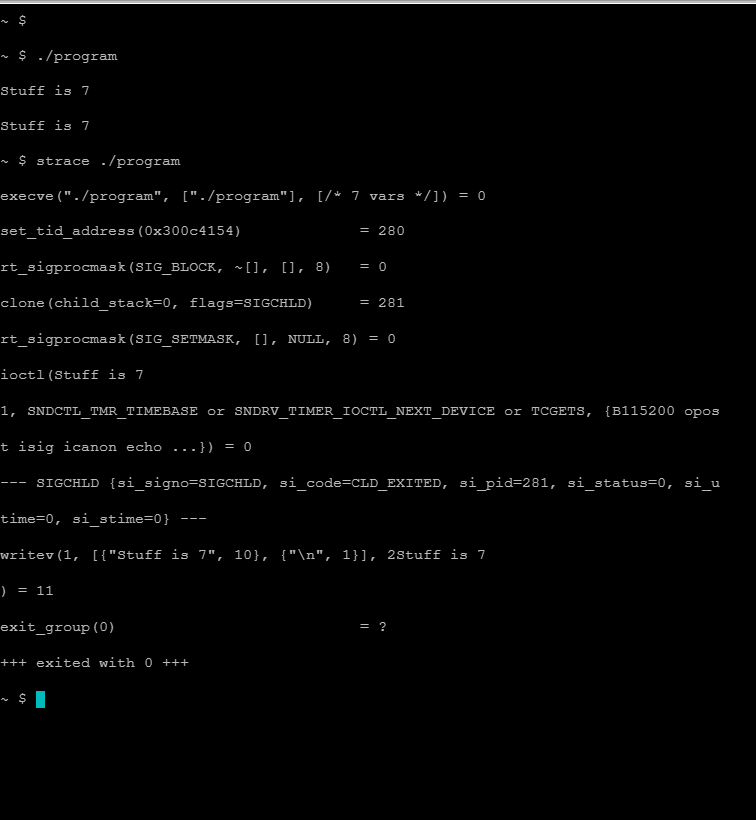 ~ $
~ $ ./program
Stuff is 7
Stuff is 7
~ $ strace ./program
execve("./program", ["./program"], [/* 7 vars */]) = 0
set_tid_address(0x300c4154)             = 280
rt_sigprocmask(SIG_BLOCK, ~[], [], 8)   = 0
clone(child_stack=0, flags=SIGCHLD)     = 281
rt_sigprocmask(SIG_SETMASK, [], NULL, 8) = 0
ioctl(Stuff is 7
1, SNDCTL_TMR_TIMEBASE or SNDRV_TIMER_IOCTL_NEXT_DEVICE or TCGETS, {B115200 opos
t isig icanon echo ...}) = 0
--- SIGCHLD {si_signo=SIGCHLD, si_code=CLD_EXITED, si_pid=281, si_status=0, si_u
time=0, si_stime=0} ---
writev(1, [{"Stuff is 7", 10}, {"\n", 1}], 2Stuff is 7
) = 11
exit_group(0)                           = ?
+++ exited with 0 +++
~ $